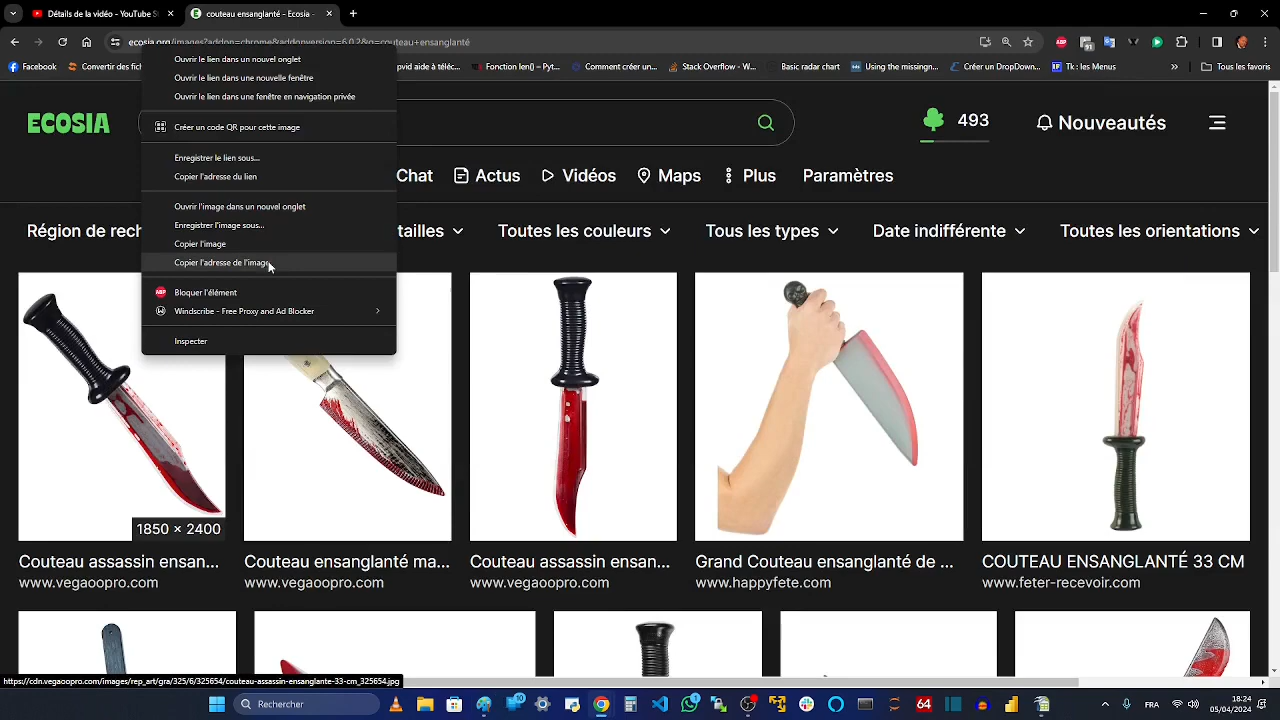 Détails de la vidéo - YouTube S
couteau ensanglanté - Ecosia -
ecosia.org/image?addon=chrome&addonversion=6.0.2&q=couteau+ensanglanté
Facebook
Convertir des fic
vid aide à téléc...
Fonction len() — Pyt...
Comment créer un...
Stack Overflow - W...
Basic radar chart
Using the missingn...
Créer un DropDown...
Tk : les Menus
»
Tous les favoris
Ouvrir le lien dans un nouvel onglet
Ouvrir le lien dans une nouvelle fenêtre
Ouvrir le lien dans une fenêtre en navigation privée
Créer un code QR pour cette image
Enregistrer le lien sous...
Copier l'adresse du lien
Ouvrir l'image dans un nouvel onglet
Enregistrer l'image sous...
Copier l'image
Copier l'adresse de l'image
Bloquer l'élément
Windscribe - Free Proxy and Ad Blocker
Inspecter
ECOSIA
493
Nouveautés
Chat
Actus
Vidéos
Maps
Plus
Paramètres
Région de rech
tailles
Toutes les couleurs
Tous les types
Date indifférente
Toutes les orientations
1850 × 2400
Couteau assassin ensan...
www.vegaoopro.com
Couteau ensanglanté ma...
www.vegaoopro.com
Couteau assassin ensan...
www.vegaoopro.com
Grand Couteau ensanglanté de ...
www.happyfete.com
COUTEAU ENSANGLANTÉ 33 CM
www.feter-recevoir.com
https://cdn.vegaoopro.com/images/rep_art/gra/325/6/325654/couteau-assassin-ensanglante-33-cm_325654.jpg
Rechercher
FRA
18:24
05/04/2024